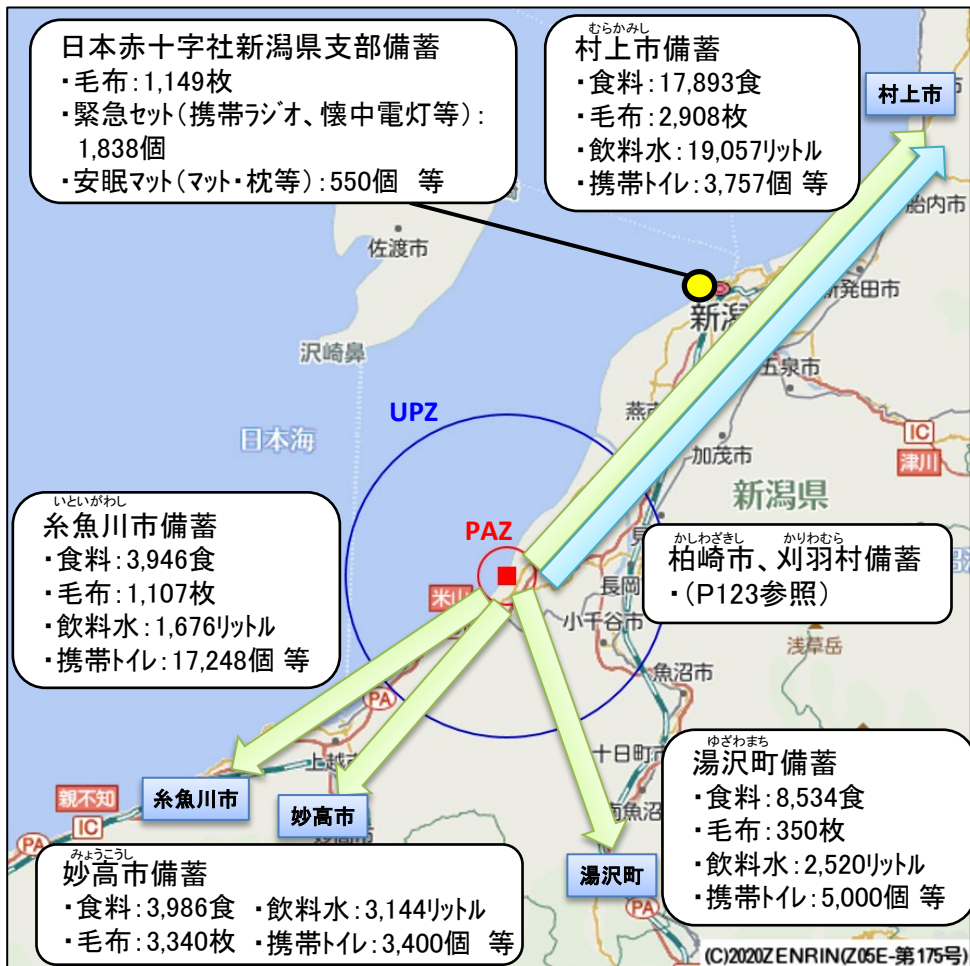 日本赤十字社新潟県支部備蓄
・毛布：1,149枚
・緊急セット（携帯ラジオ、懐中電灯等）：
1,838個
・安眠マット（マット・枕等）：550個 等
むらかみし
村上市備蓄
・食料：17,893食
・毛布：2,908枚
・飲料水：19,057リットル
・携帯トイレ：3,757個 等
村上市
胎内市
佐渡市
新発田市
新潟
沢崎鼻
五泉市
UPZ
燕市
日本海
加茂市
IC
津川
新潟県
いといがわし
糸魚川市備蓄
・食料：3,946食
・毛布：1,107枚
・飲料水：1,676リットル
・携帯トイレ：17,248個 等
PAZ
見
かしわざきし かりわむら
柏崎市、刈羽村備蓄
・（P123参照）
米山
長岡
小千谷市
浅草岳
魚沼市
PA
上越市
十日町市
ゆざわまち
湯沢町備蓄
・食料：8,534食
・毛布：350枚
・飲料水：2,520リットル
・携帯トイレ：5,000個 等
糸魚川市
妙高市
南魚沼市
親不知
IC
PA
湯沢町
PA
みょうこうし
妙高市備蓄
・食料：3,986食 ・飲料水：3,144リットル
・毛布：3,340枚 ・携帯トイレ：3,400個 等
(C)2020ZENRIN(Z05E-第175号)